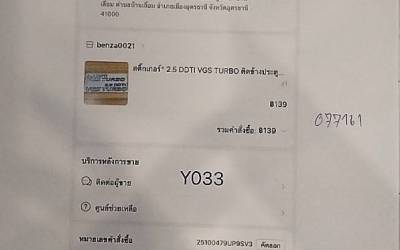 เลื่อม ตำบลบ้านเลื่อม อำเภอเมืองอุดรธานี จังหวัดอุดรธานี
41000
benza0021 >
สติ๊กเกอร์* 2.5 DDTI VGS TURBO ติดข้างประตู...
x1
฿139
รวมคำสั่งซื้อ: ฿139
077161
บริการหลังการขาย
Y033
ติดต่อผู้ขาย
ศูนย์ช่วยเหลือ
หมายเลขคำสั่งซื้อ
25100479UP9SV3
คัดลอก